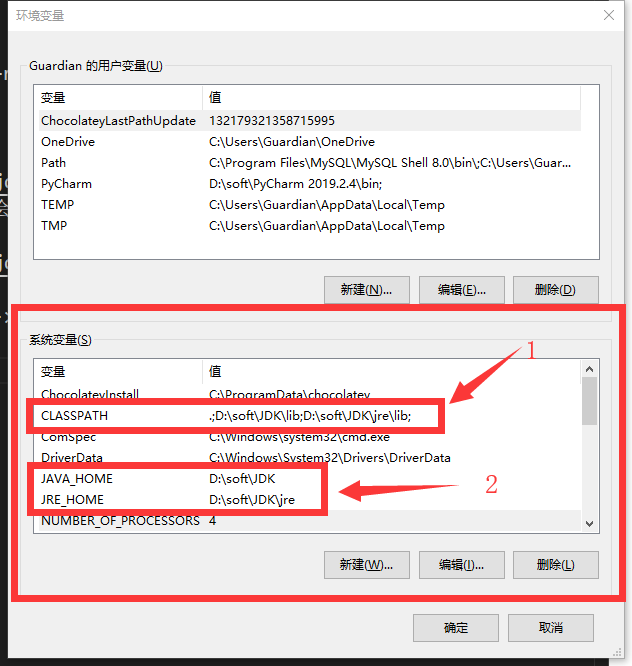 环境变量
Guardian 的用户变量(U)
变量 值
ChocolateyLastPathUpdate 132179321358715995
OneDrive C:\Users\Guardian\OneDrive
Path C:\Program Files\MySQL\MySQL Shell 8.0\bin\;C:\Users\Guar...
PyCharm D:\soft\PyCharm 2019.2.4\bin;
TEMP C:\Users\Guardian\AppData\Local\Temp
TMP C:\Users\Guardian\AppData\Local\Temp
新建(N)... 编辑(E)... 删除(D)
系统变量(S)
1
变量 值
ChocolateyInstall C:\ProgramData\chocolatey
CLASSPATH .;D:\soft\JDK\lib;D:\soft\JDK\jre\lib;
ComSpec C:\Windows\system32\cmd.exe
DriverData C:\Windows\System32\Drivers\DriverData
JAVA_HOME D:\soft\JDK
2
JRE_HOME D:\soft\JDK\jre
NUMBER_OF_PROCESSORS 4
新建(W)... 编辑(I)... 删除(L)
确定 取消